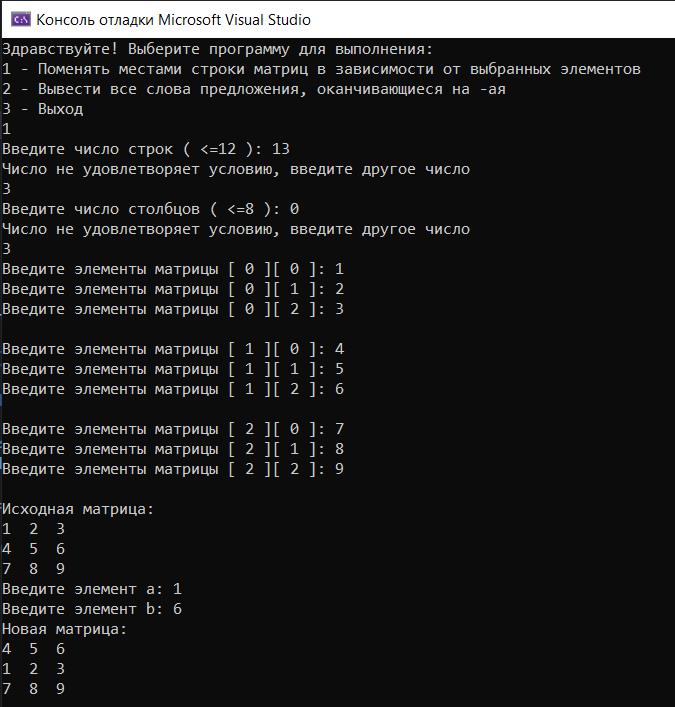 Консоль отладки Microsoft Visual Studio
Здравствуйте! Выберите программу для выполнения:
1 - Поменять местами строки матриц в зависимости от выбранных элементов
2 - Вывести все слова предложения, оканчивающиеся на -ая
3 - Выход
1
Введите число строк ( <=12 ): 13
Число не удовлетворяет условию, введите другое число
3
Введите число столбцов ( <=8 ): 0
Число не удовлетворяет условию, введите другое число
3
Введите элементы матрицы [ 0 ][ 0 ]: 1
Введите элементы матрицы [ 0 ][ 1 ]: 2
Введите элементы матрицы [ 0 ][ 2 ]: 3
Введите элементы матрицы [ 1 ][ 0 ]: 4
Введите элементы матрицы [ 1 ][ 1 ]: 5
Введите элементы матрицы [ 1 ][ 2 ]: 6
Введите элементы матрицы [ 2 ][ 0 ]: 7
Введите элементы матрицы [ 2 ][ 1 ]: 8
Введите элементы матрицы [ 2 ][ 2 ]: 9
Исходная матрица:
1  2  3
4  5  6
7  8  9
Введите элемент a: 1
Введите элемент b: 6
Новая матрица:
4  5  6
1  2  3
7  8  9